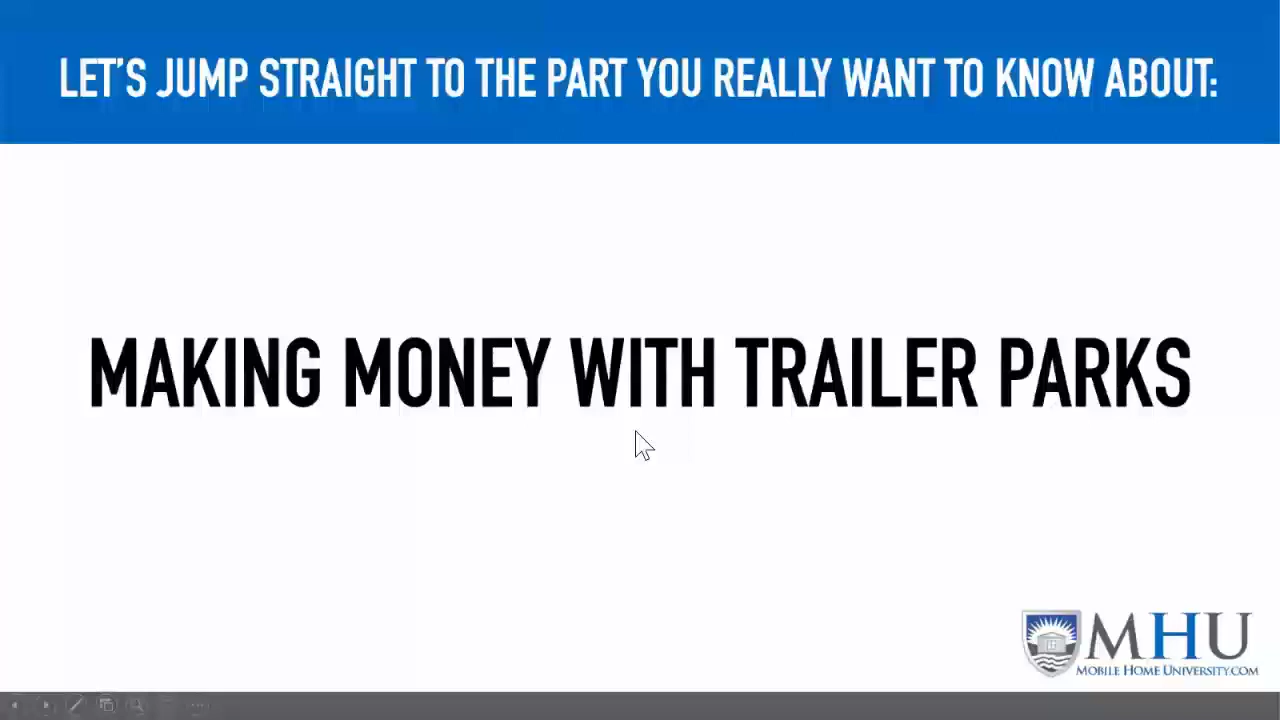 LET'S JUMP STRAIGHT TO THE PART YOU REALLY WANT TO KNOW ABOUT:
MAKING MONEY WITH TRAILER PARKS
MHU
MOBILE HOME UNIVERSITY.COM